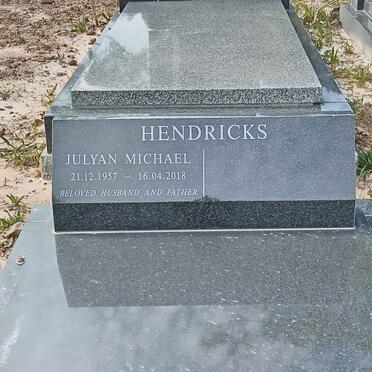 HENDRICKS
JULYAN MICHAEL
21.12.1957 – 16.04.2018
BELOVED HUSBAND AND FATHER